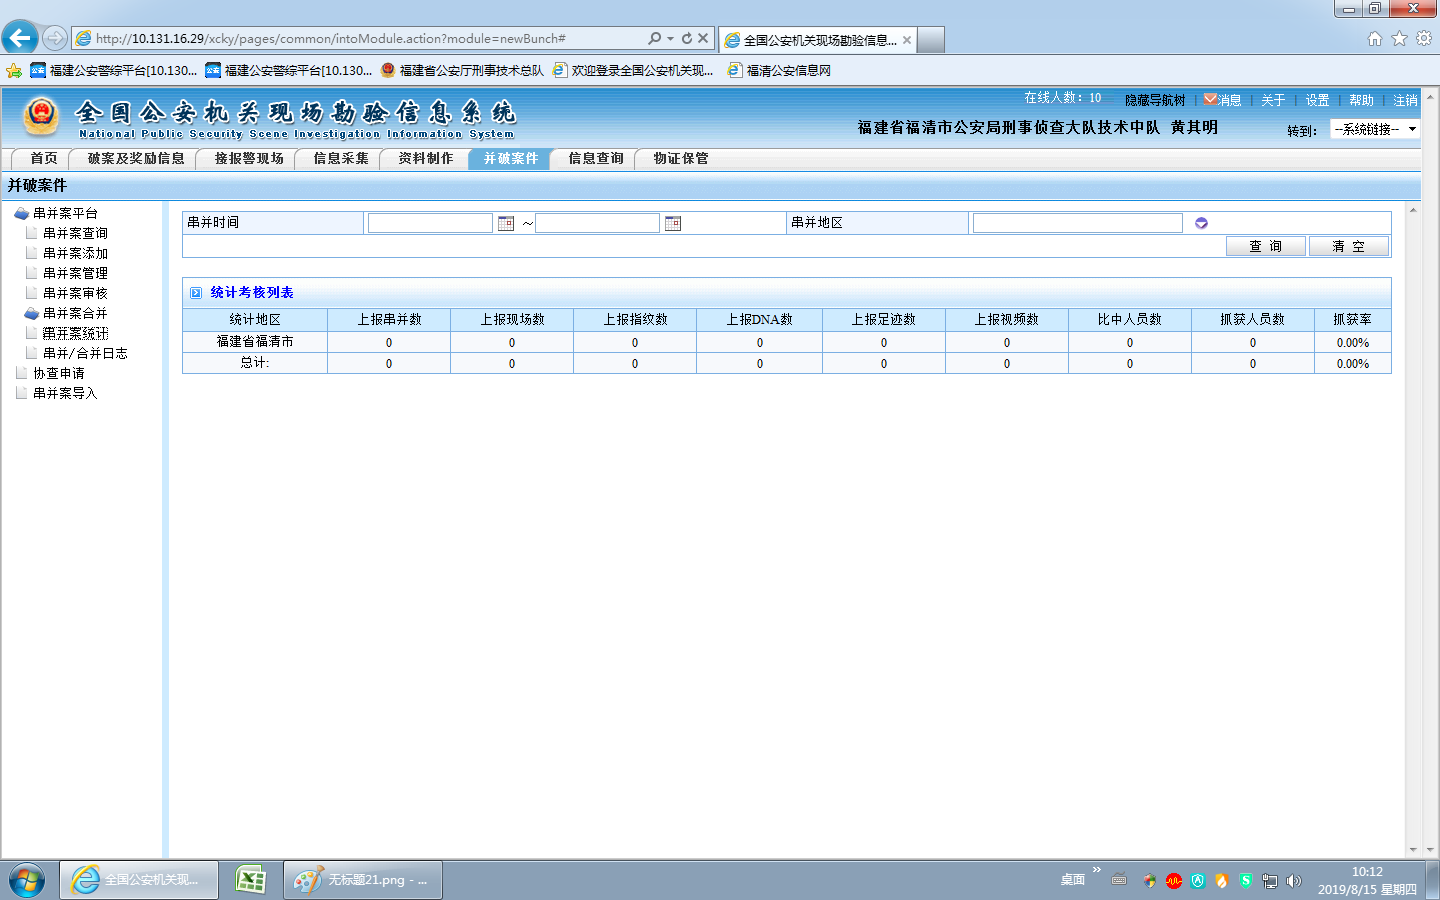 http://10.131.16.29/xcky/pages/common/intoModule.action?module=newBunch#
全国公安机关现场勘验信息...
福建公安警综平台[10.130... 福建公安警综平台[10.130... 福建省公安厅刑事技术总队 欢迎登录全国公安机关现... 福清公安信息网
全国公安机关现场勘验信息系统
National Public Security Scene Investigation Information System
在线人数：10 隐藏导航树 | 消息 | 关于 | 设置 | 帮助 | 注销
福建省福清市公安局刑事侦查大队技术中队 黄其明
转到： --系统链接--
首页 破案及奖励信息 接报警现场 信息采集 资料制作 并破案件 信息查询 物证保管
并破案件
串并案平台
串并案查询
串并案添加
串并案管理
串并案审核
串并案合并
串并案统计
串并/合并日志
协查申请
串并案导入
串并时间 ~ 串并地区
查 询 清 空
统计考核列表
统计地区 上报串并数 上报现场数 上报指纹数 上报DNA数 上报足迹数 上报视频数 比中人员数 抓获人员数 抓获率
福建省福清市 0 0 0 0 0 0 0 0 0.00%
总计: 0 0 0 0 0 0 0 0 0.00%
全国公安机关现...
无标题21.png - ...
桌面
10:12
2019/8/15 星期四